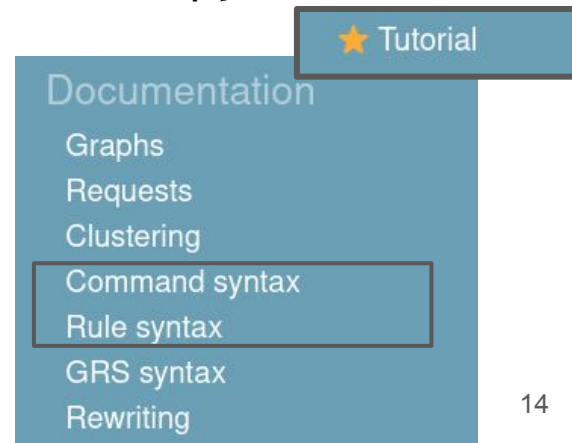 Tutorial
Documentation
Graphs
Requests
Clustering
Command syntax
Rule syntax
GRS syntax
Rewriting
14